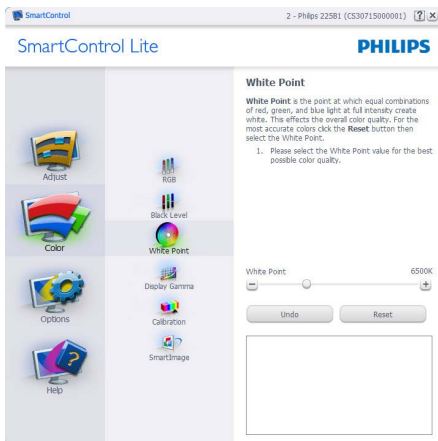 SmartControl
2 - Philips 225B1 (CS30715000001)
SmartControl Lite
PHILIPS
Adjust
Color
Options
Help
RGB
Black Level
White Point
Display Gamma
Calibration
SmartImage
White Point
White Point is the point at which equal combinations
of red, green, and blue light at full intensity create
white. This effects the overall color quality. For the
most accurate colors click the Reset button then
select the White Point.
1. Please select the White Point value for the best
possible color quality.
White Point 6500K
Undo Reset